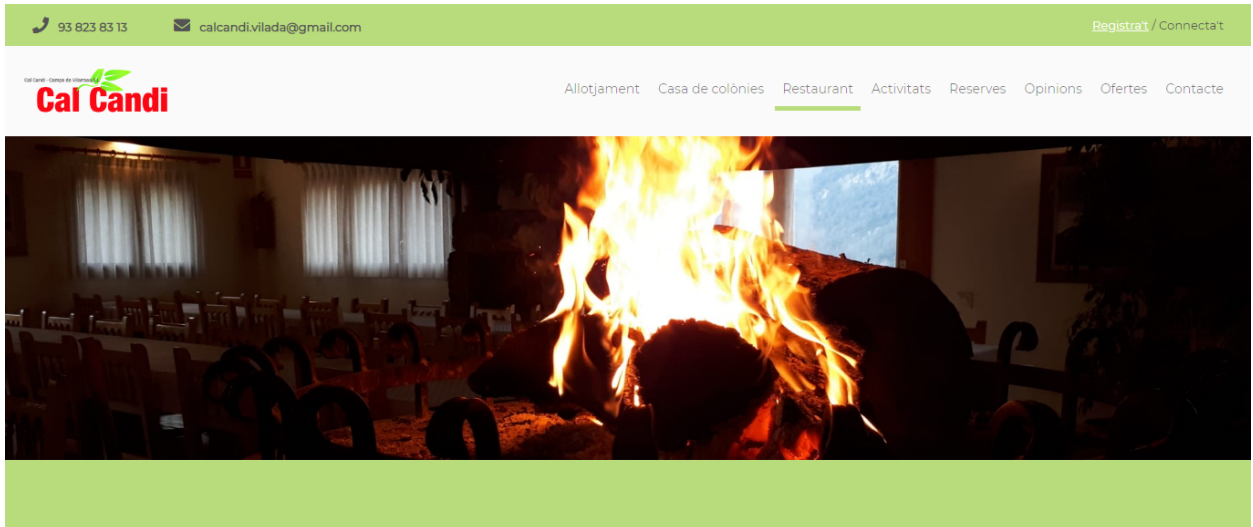 93 823 83 13
calcandi.vilada@gmail.com
Registra't / Connecta't
Cal Candi
Allotjament Casa de colònies Restaurant Activitats Reserves Opinions Ofertes Contacte